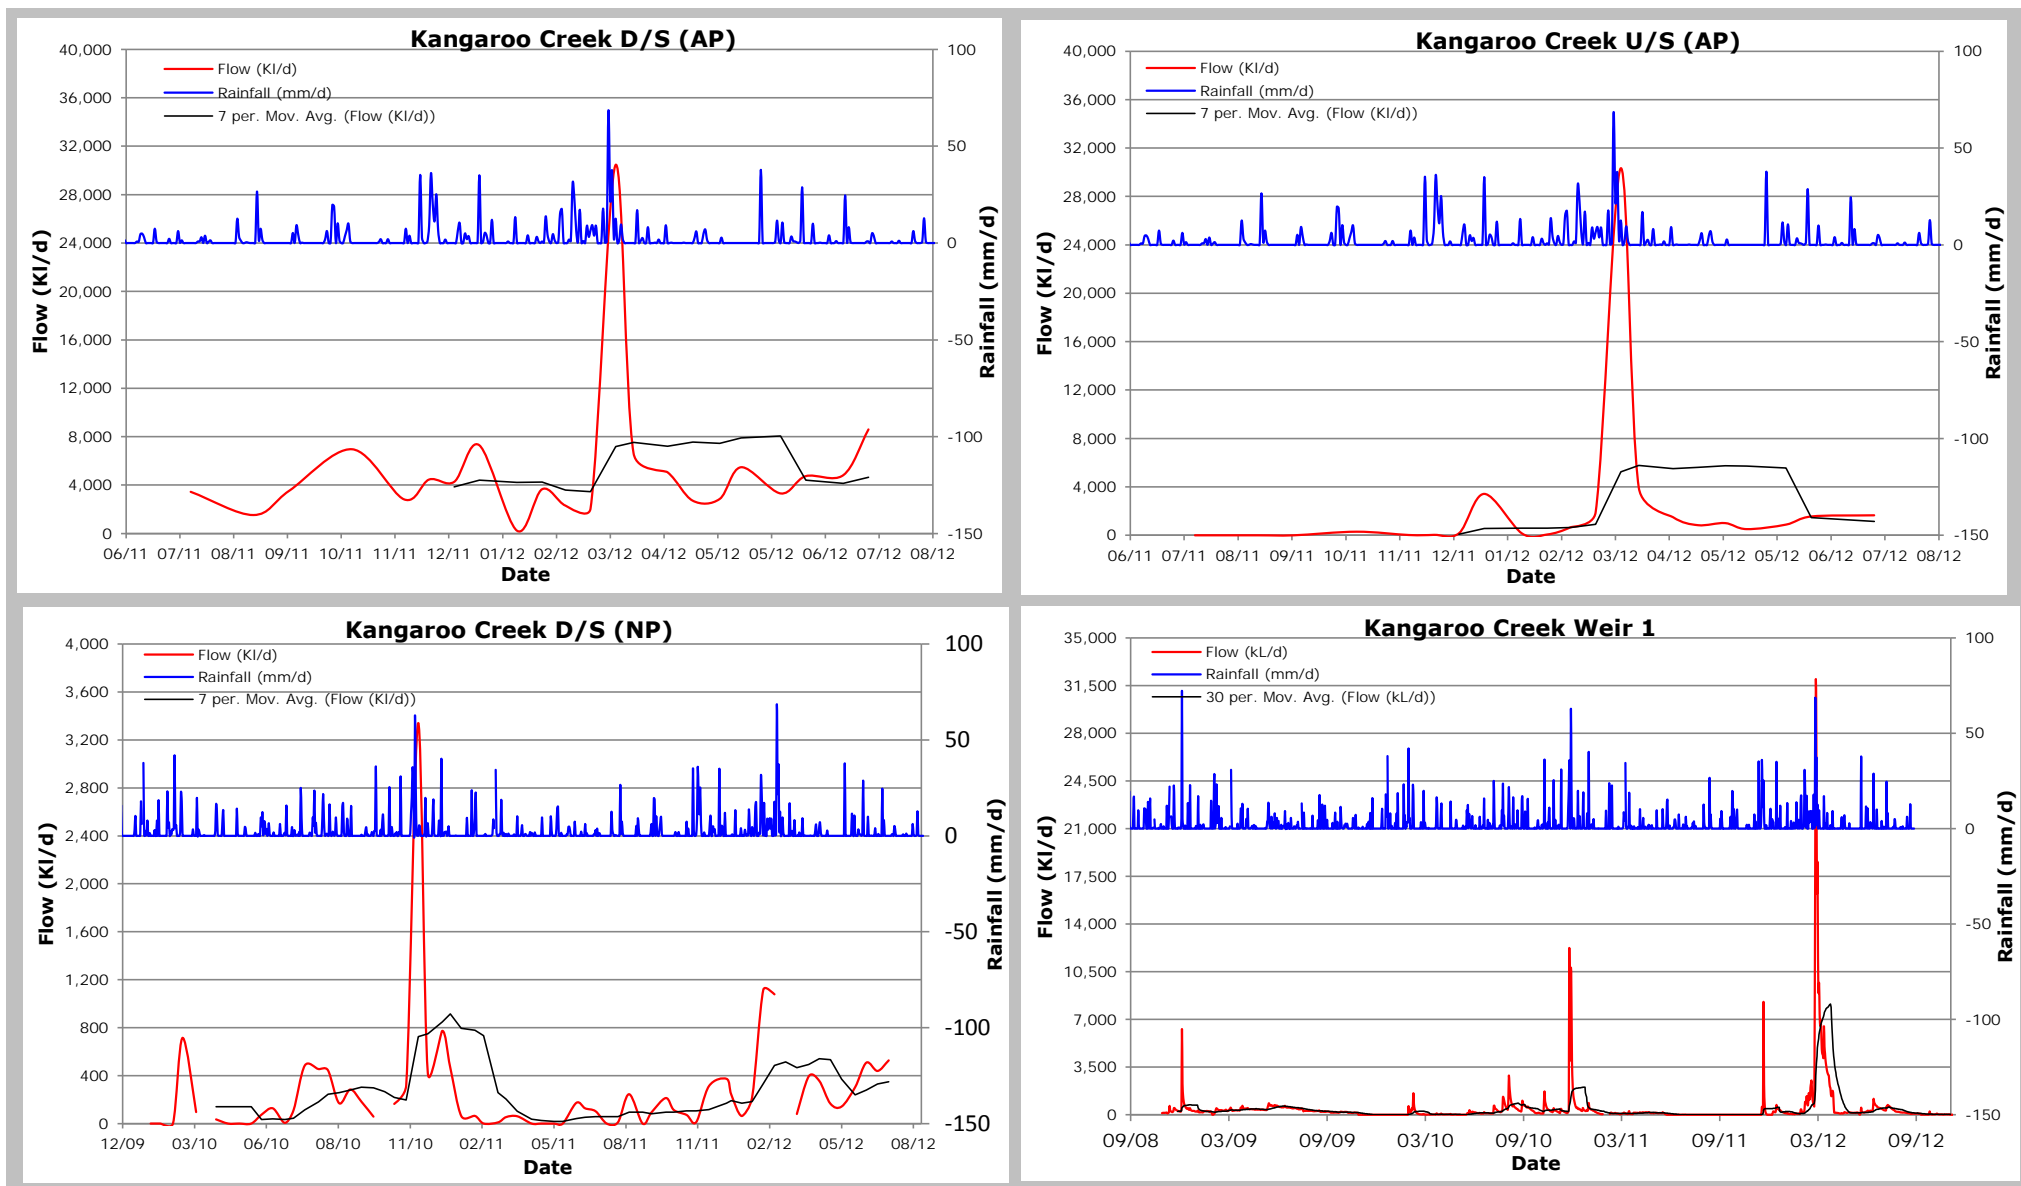 Kangaroo Creek D/S (AP)
Flow (Kl/d)
Rainfall (mm/d)
7 per. Mov. Avg. (Flow (Kl/d))
40,000
36,000
32,000
28,000
24,000
20,000
16,000
12,000
8,000
4,000
0
100
50
0
-50
-100
-150
Flow (Kl/d)
Rainfall (mm/d)
06/11 07/11 08/11 09/11 10/11 11/11 12/11 01/12 02/12 03/12 04/12 05/12 05/12 06/12 07/12 08/12
Date
Kangaroo Creek U/S (AP)
Flow (Kl/d)
Rainfall (mm/d)
7 per. Mov. Avg. (Flow (Kl/d))
40,000
36,000
32,000
28,000
24,000
20,000
16,000
12,000
8,000
4,000
0
100
50
0
-50
-100
-150
Flow (Kl/d)
Rainfall (mm/d)
06/11 07/11 08/11 09/11 10/11 11/11 12/11 01/12 02/12 03/12 04/12 05/12 05/12 06/12 07/12 08/12
Date
Kangaroo Creek D/S (NP)
Flow (Kl/d)
Rainfall (mm/d)
7 per. Mov. Avg. (Flow (Kl/d))
4,000
3,600
3,200
2,800
2,400
2,000
1,600
1,200
800
400
0
100
50
0
-50
-100
-150
Flow (Kl/d)
Rainfall (mm/d)
12/09 03/10 06/10 08/10 11/10 02/11 05/11 08/11 11/11 02/12 05/12 08/12
Date
Kangaroo Creek Weir 1
Flow (kL/d)
Rainfall (mm/d)
30 per. Mov. Avg. (Flow (kL/d))
35,000
31,500
28,000
24,500
21,000
17,500
14,000
10,500
7,000
3,500
0
100
50
0
-50
-100
-150
Flow (Kl/d)
Rainfall (mm/d)
09/08 03/09 09/09 03/10 09/10 03/11 09/11 03/12 09/12
Date